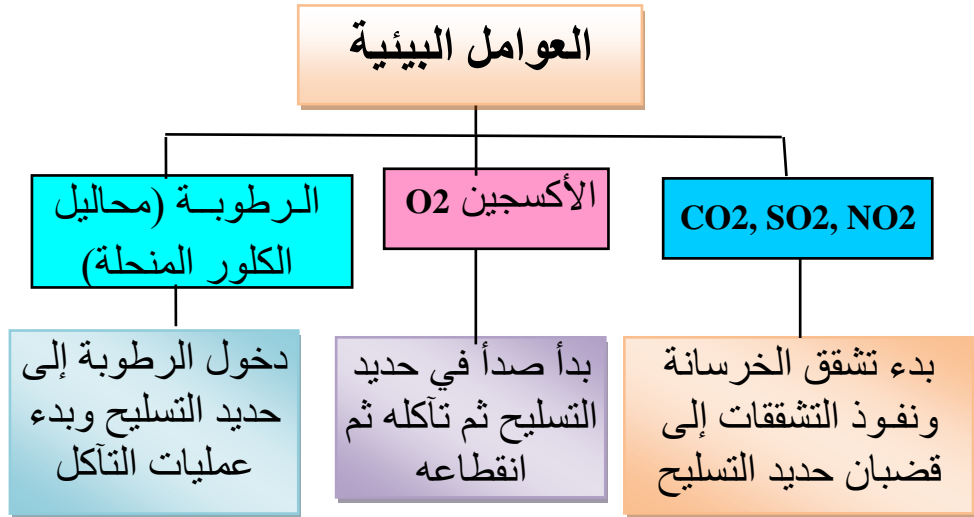 العوامل البيئية
CO2, SO2, NO2
الأكسجين O2
الـرطوبــة (محاليل
الكلور المنحلة)
بدء تشقق الخرسانة
ونفـوذ التشققات إلى
قضبان حديد التسليح
بدأ صدأ في حديد
التسليح ثم تآكله ثم
انقطاعه
دخول الرطوبة إلى
حديد التسليح وبدء
عمليات التآكل